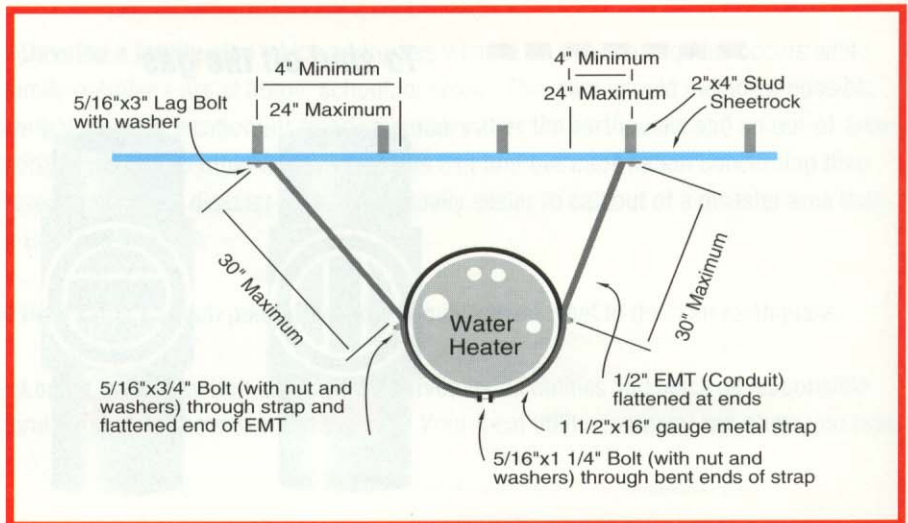 4" Minimum
24" Maximum
5/16"x3" Lag Bolt
with washer
4" Minimum
24" Maximum
2"x4" Stud
Sheetrock
30" Maximum
30" Maximum
Water
Heater
5/16"x3/4" Bolt (with nut and
washers) through strap and
flattened end of EMT
1/2" EMT (Conduit)
flattened at ends
1 1/2"x16" gauge metal strap
5/16"x1 1/4" Bolt (with nut and
washers) through bent ends of strap